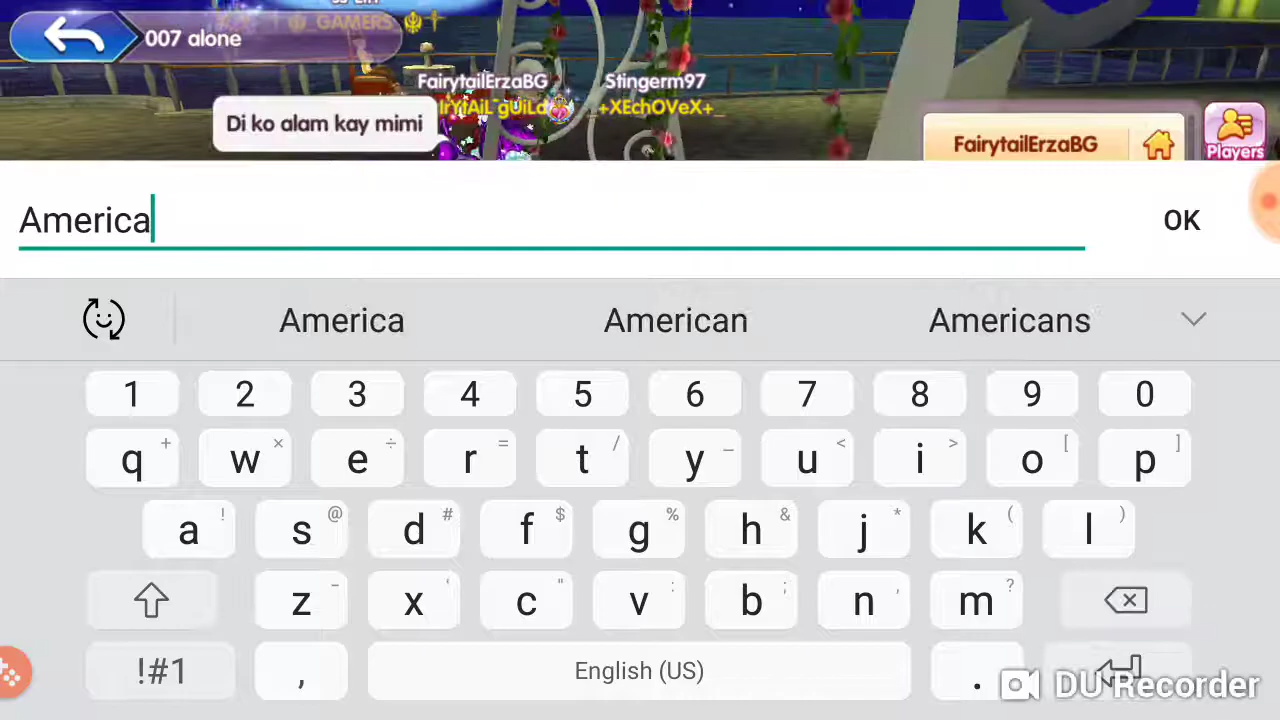 GAMERS
007 alone
FairytailErzaBG
Stingerm97
_+XEchOVeX+_
Di ko alam kay mimi
FairytailErzaBG
Players
America
OK
America
American
Americans
1 2 3 4 5 6 7 8 9 0
q + w × e ÷ r = t / y _ u < i > o [ p ]
a ! s @ d # f $ g % h & j * k ( l )
z - x ' c " v : b ; n , m ?
!#1 , English (US) .
DU Recorder